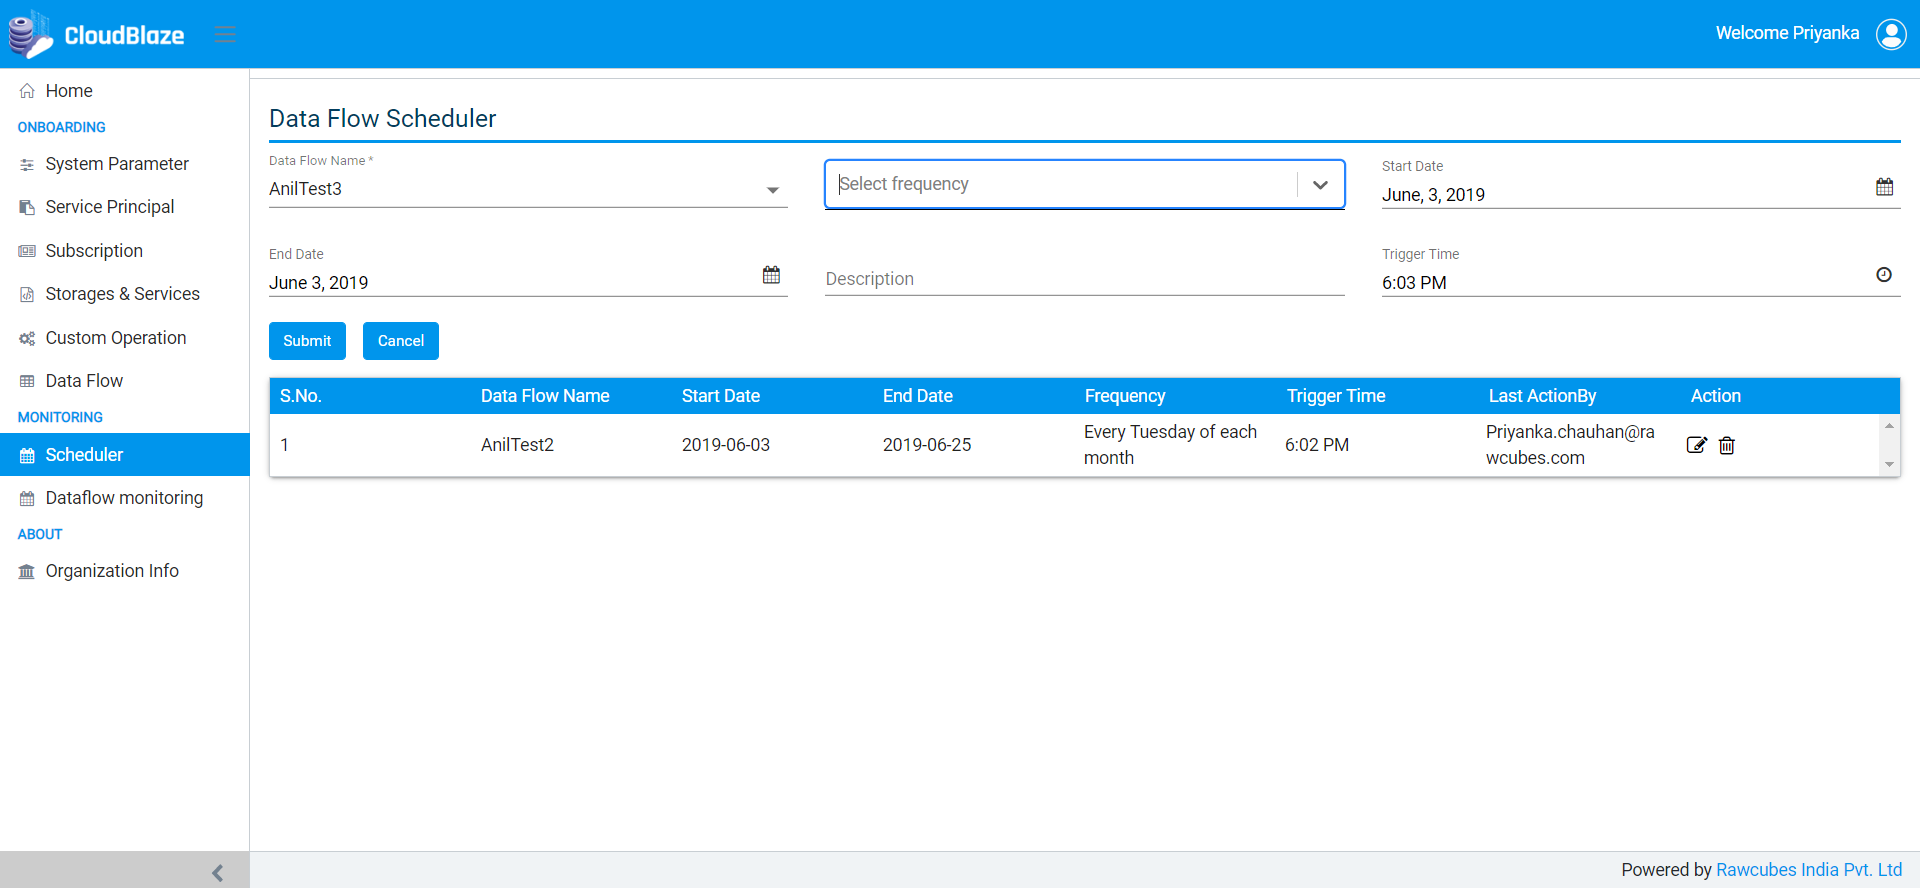 CloudBlaze
Welcome Priyanka
Home
ONBOARDING
System Parameter
Service Principal
Subscription
Storages & Services
Custom Operation
Data Flow
MONITORING
Scheduler
Dataflow monitoring
ABOUT
Organization Info
Data Flow Scheduler
Data Flow Name *
AnilTest3
Select frequency
Start Date
June, 3, 2019
End Date
June 3, 2019
Description
Trigger Time
6:03 PM
Submit Cancel
S.No. Data Flow Name Start Date End Date Frequency Trigger Time Last ActionBy Action
1 AnilTest2 2019-06-03 2019-06-25 Every Tuesday of each 6:02 PM Priyanka.chauhan@ra
month wcubes.com
Powered by Rawcubes India Pvt. Ltd